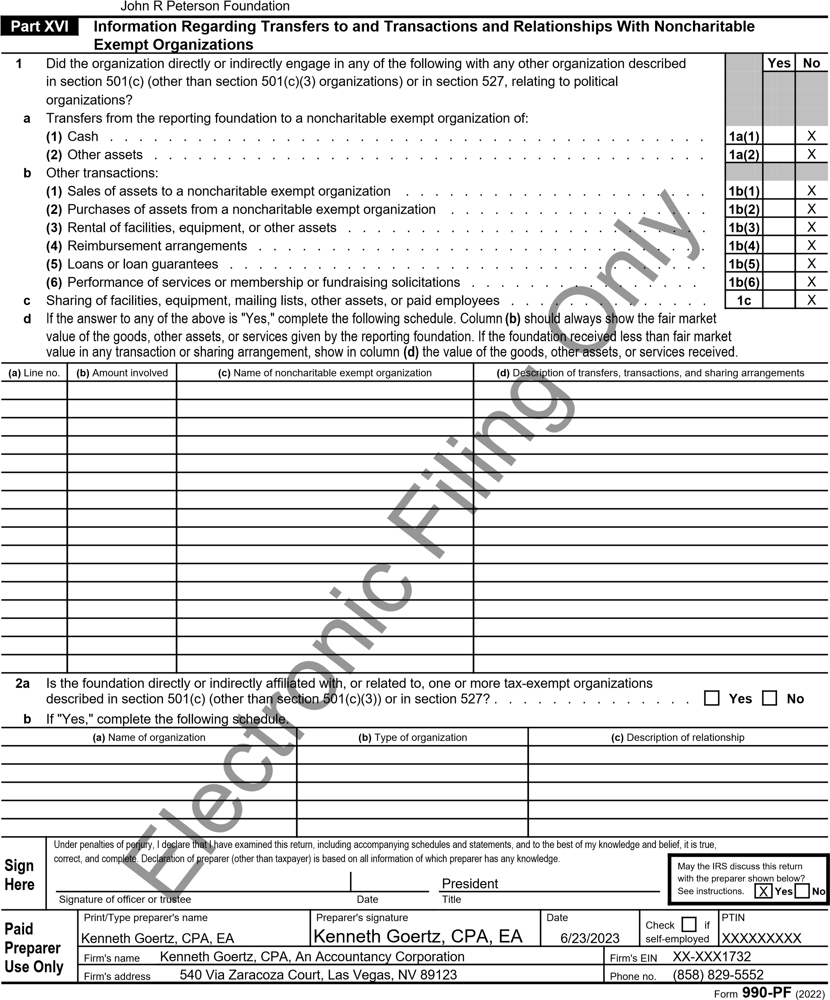 John R Peterson Foundation
Part XVI Information Regarding Transfers to and Transactions and Relationships With Noncharitable
Exempt Organizations
1 Did the organization directly or indirectly engage in any of the following with any other organization described Yes No
in section 501(c) (other than section 501(c)(3) organizations) or in section 527, relating to political
organizations?
a Transfers from the reporting foundation to a noncharitable exempt organization of:
(1) Cash . . . . . . . . . . . . . . . . . . . . 1a(1) X
(2) Other assets . . . . . . . . . . . . . . . . . . . . 1a(2) X
b Other transactions:
(1) Sales of assets to a noncharitable exempt organization . . . . . . . . . . 1b(1) X
(2) Purchases of assets from a noncharitable exempt organization . . . . . . . . . . 1b(2) X
(3) Rental of facilities, equipment, or other assets . . . . . . . . . . 1b(3) X
(4) Reimbursement arrangements . . . . . . . . . . 1b(4) X
(5) Loans or loan guarantees . . . . . . . . . . 1b(5) X
(6) Performance of services or membership or fundraising solicitations . . . . . . . . . . 1b(6) X
c Sharing of facilities, equipment, mailing lists, other assets, or paid employees . . . . . . . . . . 1c X
d If the answer to any of the above is "Yes," complete the following schedule. Column (b) should always show the fair market
value of the goods, other assets, or services given by the reporting foundation. If the foundation received less than fair market
value in any transaction or sharing arrangement, show in column (d) the value of the goods, other assets, or services received.
(a) Line no. (b) Amount involved (c) Name of noncharitable exempt organization (d) Description of transfers, transactions, and sharing arrangements
2a Is the foundation directly or indirectly affiliated with, or related to, one or more tax-exempt organizations
described in section 501(c) (other than section 501(c)(3)) or in section 527? . . . . . . . . . . . . . . Yes No
b If "Yes," complete the following schedule.
(a) Name of organization (b) Type of organization (c) Description of relationship
Electronic Filing Only
Sign Here
Under penalties of perjury, I declare that I have examined this return, including accompanying schedules and statements, and to the best of my knowledge and belief, it is true,
correct, and complete. Declaration of preparer (other than taxpayer) is based on all information of which preparer has any knowledge.
President
Signature of officer or trustee Date Title
May the IRS discuss this return
with the preparer shown below?
See instructions. X Yes No
Paid Preparer Use Only
Print/Type preparer's name Preparer's signature Date Check if self-employed PTIN
Kenneth Goertz, CPA, EA Kenneth Goertz, CPA, EA 6/23/2023 XXXXXXXXX
Firm's name Kenneth Goertz, CPA, An Accountancy Corporation Firm's EIN XX-XXX1732
Firm's address 540 Via Zaracoza Court, Las Vegas, NV 89123 Phone no. (858) 829-5552
Form 990-PF (2022)